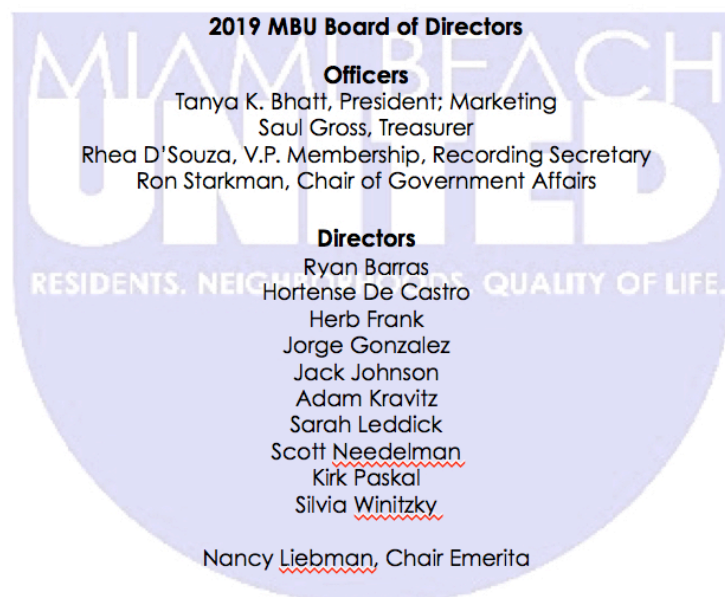 2019 MBU Board of Directors
MIAMI BEACH
Officers
Tanya K. Bhatt, President; Marketing
Saul Gross, Treasurer
Rhea D'Souza, V.P. Membership, Recording Secretary
Ron Starkman, Chair of Government Affairs
UNITED
Directors
Ryan Barras
RESIDENTS. NEIGHBORHOODS. QUALITY OF LIFE.
Hortense De Castro
Herb Frank
Jorge Gonzalez
Jack Johnson
Adam Kravitz
Sarah Leddick
Scott Needelman
Kirk Paskal
Silvia Winitzky
Nancy Liebman, Chair Emerita